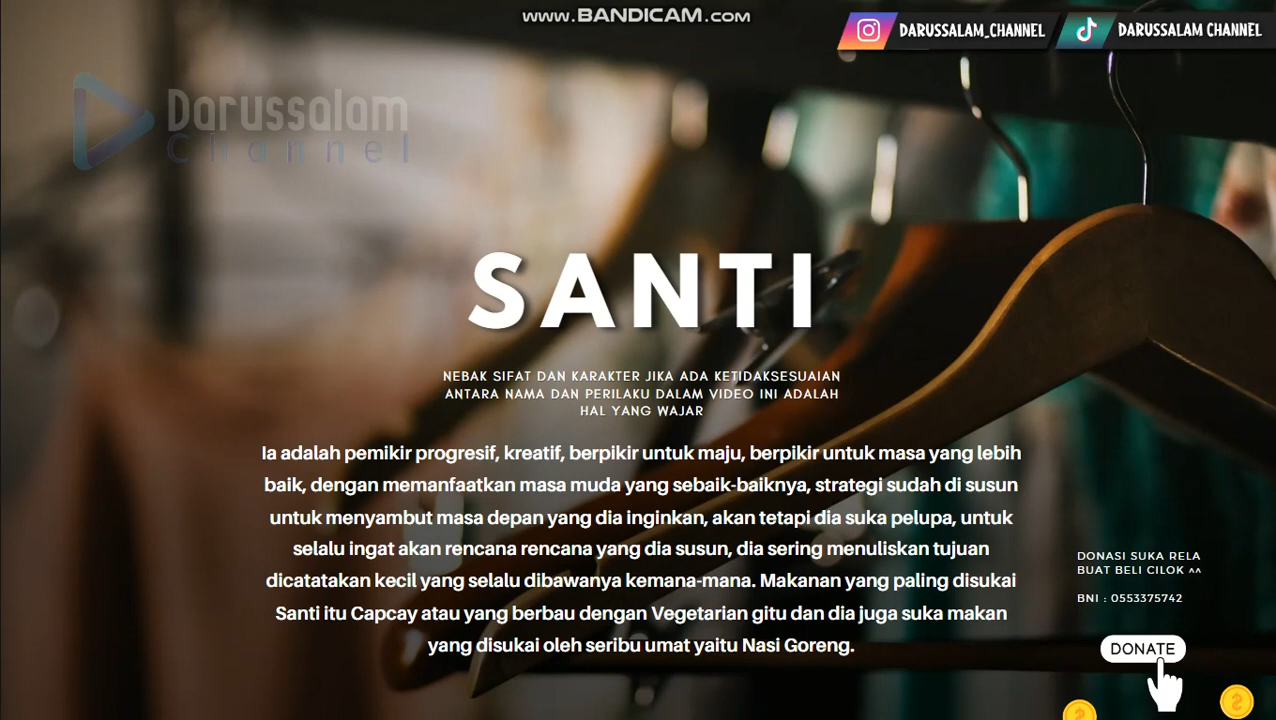 www.BANDICAM.com
DARUSSALAM_CHANNEL
DARUSSALAM CHANNEL
Darussalam
Channel
SANTI
NEBAK SIFAT DAN KARAKTER JIKA ADA KETIDAKSESUAIAN
ANTARA NAMA DAN PERILAKU DALAM VIDEO INI ADALAH
HAL YANG WAJAR
Ia adalah pemikir progresif, kreatif, berpikir untuk maju, berpikir untuk masa yang lebih
baik, dengan memanfaatkan masa muda yang sebaik-baiknya, strategi sudah di susun
untuk menyambut masa depan yang dia inginkan, akan tetapi dia suka pelupa, untuk
selalu ingat akan rencana rencana yang dia susun, dia sering menuliskan tujuan
dicatatakan kecil yang selalu dibawanya kemana-mana. Makanan yang paling disukai
Santi itu Capcay atau yang berbau dengan Vegetarian gitu dan dia juga suka makan
yang disukai oleh seribu umat yaitu Nasi Goreng.
DONASI SUKA RELA
BUAT BELI CILOK ^^
BNI : 0553375742
DONATE